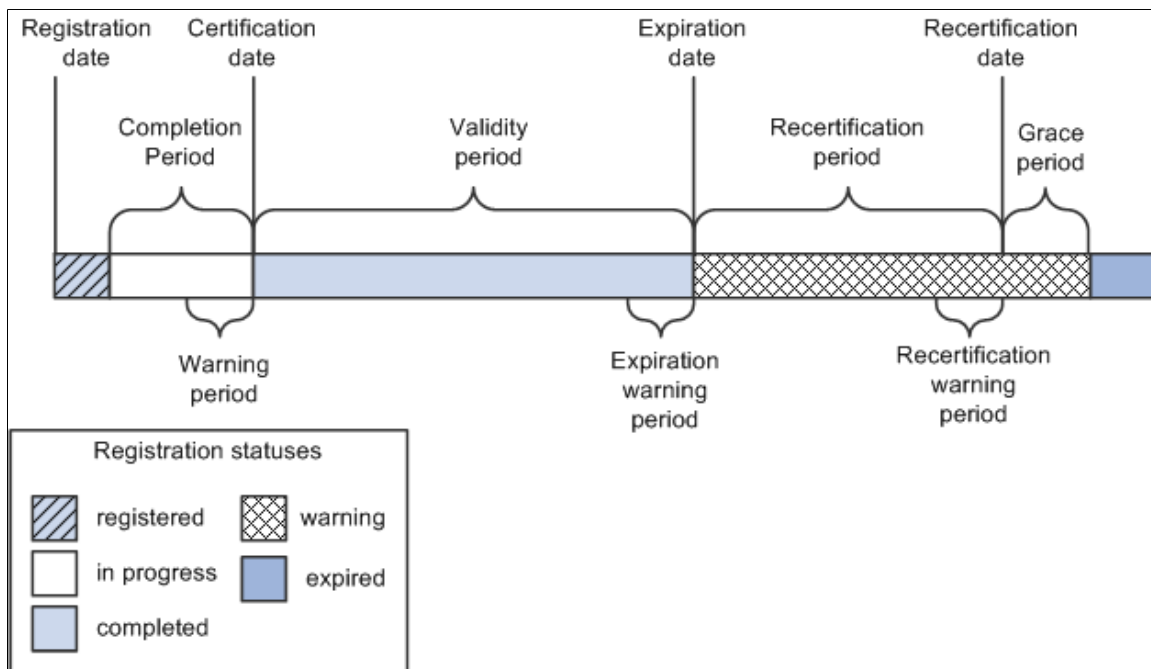 Registration
date
Certification
date
Expiration
date
Recertification
date
Completion
Period
Validity
period
Recertification
period
Grace
period
Warning
period
Expiration
warning
period
Recertification
warning
period
Registration statuses
registered
warning
in progress
expired
completed